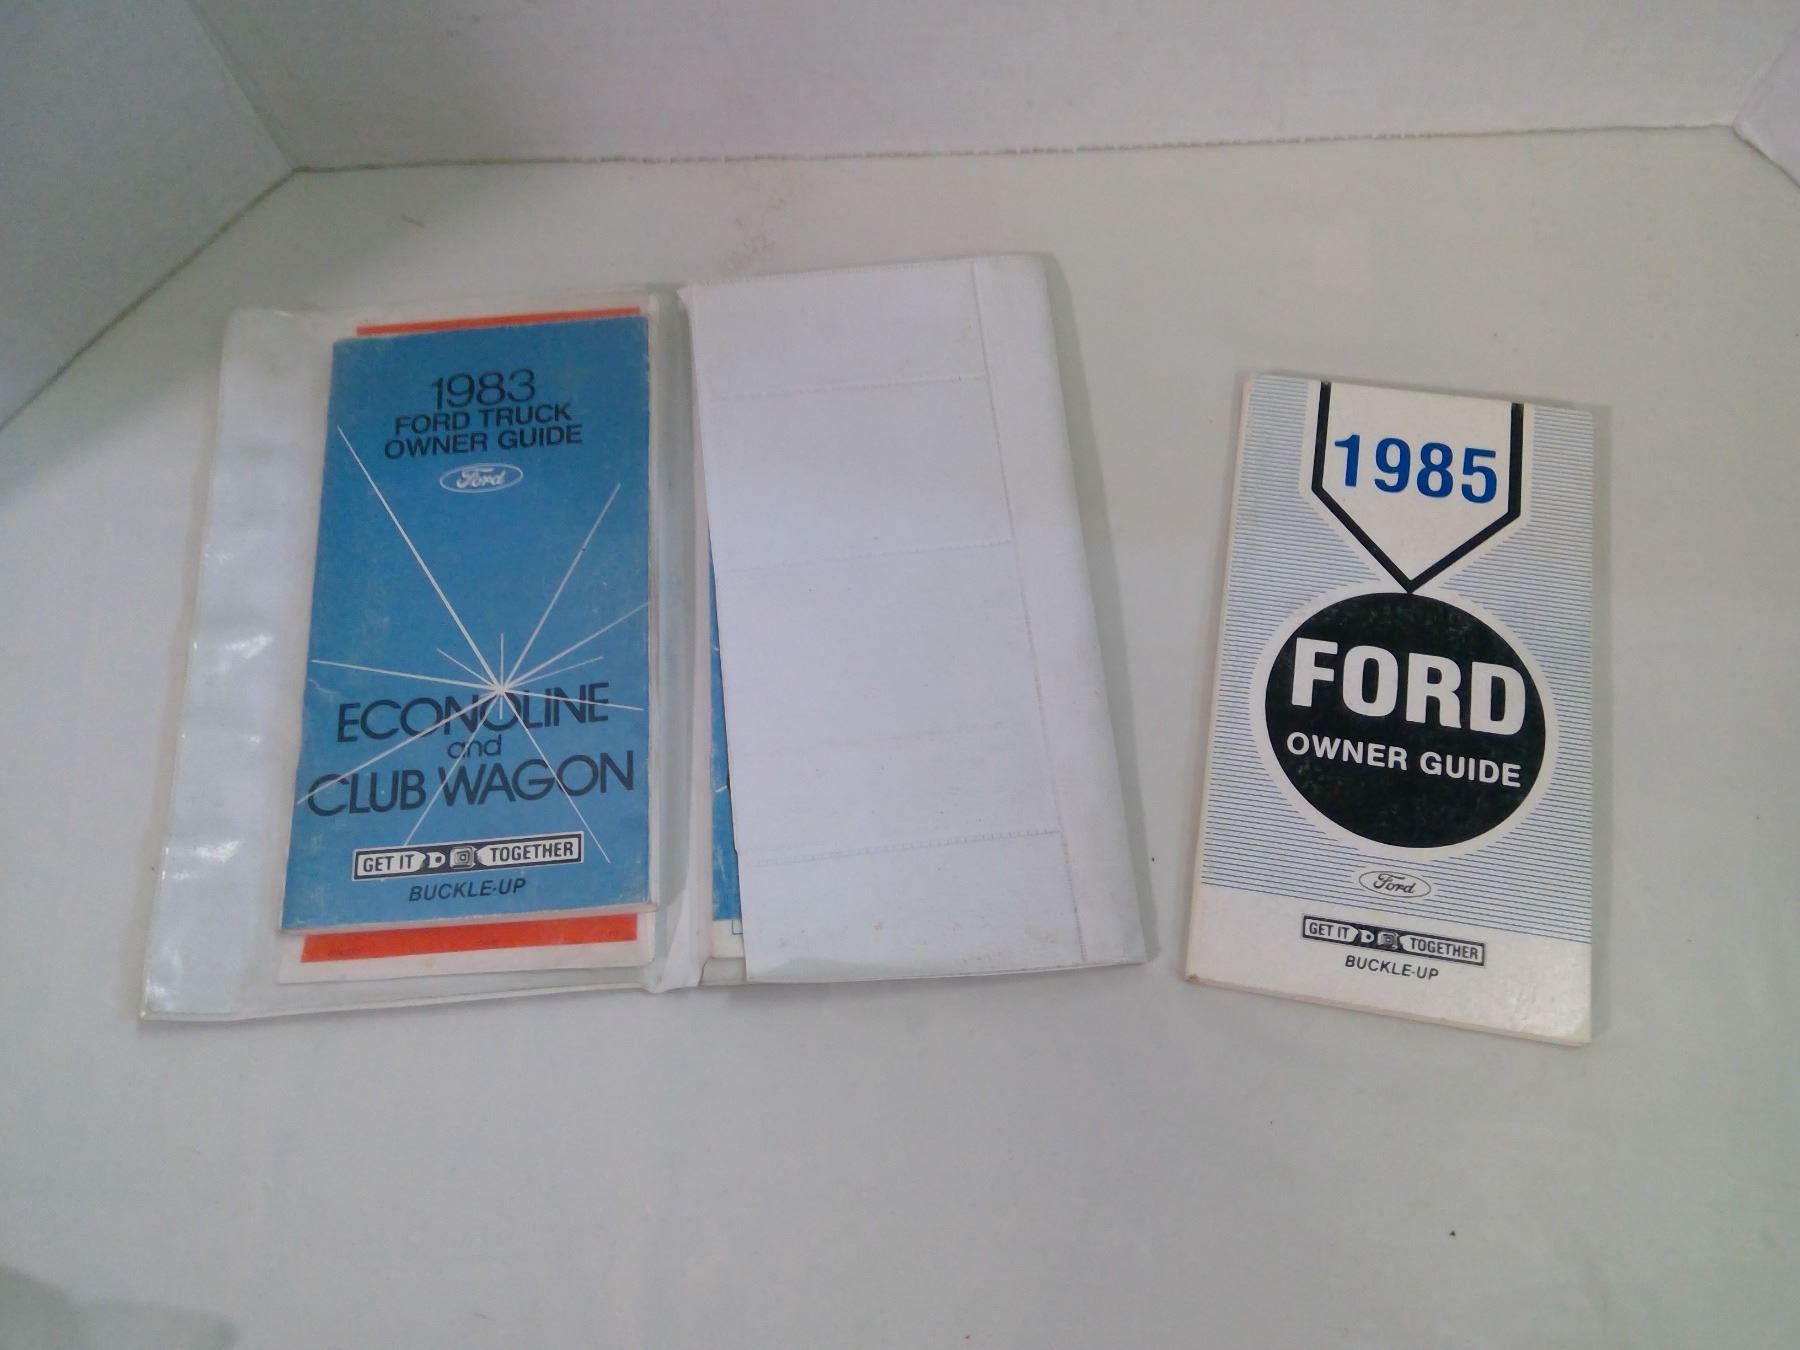 1983
FORD TRUCK
OWNER GUIDE
Ford
ECONOLINE
and
CLUB WAGON
GET IT TOGETHER
BUCKLE-UP
1985
FORD
OWNER GUIDE
Ford
GET IT TOGETHER
BUCKLE-UP